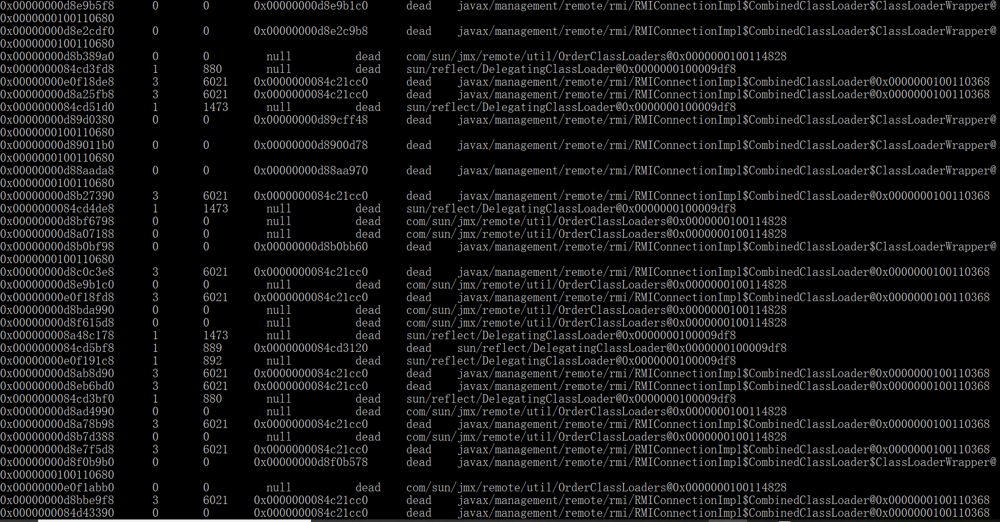 0x00000000d8e9b5f8 0 0 0x00000000d8e9b1c0 dead javax/management/remote/rmi/RMIConnectionImpl$CombinedClassLoader$ClassLoaderWrapper@
0x0000000100110680
0x00000000d8e2cdf0 0 0 0x00000000d8e2c9b8 dead javax/management/remote/rmi/RMIConnectionImpl$CombinedClassLoader$ClassLoaderWrapper@
0x0000000100110680
0x00000000d8b389a0 0 0 null dead com/sun/jmx/remote/util/OrderClassLoaders@0x0000000100114828
0x0000000084cd3fd8 1 880 null dead sun/reflect/DelegatingClassLoader@0x0000000100009df8
0x00000000e0f18de8 3 6021 0x0000000084c21cc0 dead javax/management/remote/rmi/RMIConnectionImpl$CombinedClassLoader@0x0000000100110368
0x00000000d8a25fb8 3 6021 0x0000000084c21cc0 dead javax/management/remote/rmi/RMIConnectionImpl$CombinedClassLoader@0x0000000100110368
0x0000000084cd51d0 1 1473 null dead sun/reflect/DelegatingClassLoader@0x0000000100009df8
0x00000000d89d0380 0 0 0x00000000d89cff48 dead javax/management/remote/rmi/RMIConnectionImpl$CombinedClassLoader$ClassLoaderWrapper@
0x0000000100110680
0x00000000d89011b0 0 0 0x00000000d8900d78 dead javax/management/remote/rmi/RMIConnectionImpl$CombinedClassLoader$ClassLoaderWrapper@
0x0000000100110680
0x00000000d88aada8 0 0 0x00000000d88aa970 dead javax/management/remote/rmi/RMIConnectionImpl$CombinedClassLoader$ClassLoaderWrapper@
0x0000000100110680
0x00000000d8b27390 3 6021 0x0000000084c21cc0 dead javax/management/remote/rmi/RMIConnectionImpl$CombinedClassLoader@0x0000000100110368
0x0000000084cd4de8 1 1473 null dead sun/reflect/DelegatingClassLoader@0x0000000100009df8
0x00000000d8bf6798 0 0 null dead com/sun/jmx/remote/util/OrderClassLoaders@0x0000000100114828
0x00000000d8a07188 0 0 null dead com/sun/jmx/remote/util/OrderClassLoaders@0x0000000100114828
0x00000000d8b0bf98 0 0 0x00000000d8b0bb60 dead javax/management/remote/rmi/RMIConnectionImpl$CombinedClassLoader$ClassLoaderWrapper@
0x0000000100110680
0x00000000d8c0c3e8 3 6021 0x0000000084c21cc0 dead javax/management/remote/rmi/RMIConnectionImpl$CombinedClassLoader@0x0000000100110368
0x00000000d8e9b1c0 0 0 null dead com/sun/jmx/remote/util/OrderClassLoaders@0x0000000100114828
0x00000000e0f18fd8 3 6021 0x0000000084c21cc0 dead javax/management/remote/rmi/RMIConnectionImpl$CombinedClassLoader@0x0000000100110368
0x00000000d8bda990 0 0 null dead com/sun/jmx/remote/util/OrderClassLoaders@0x0000000100114828
0x00000000d8f615d8 0 0 null dead com/sun/jmx/remote/util/OrderClassLoaders@0x0000000100114828
0x000000008a48c178 1 1473 null dead sun/reflect/DelegatingClassLoader@0x0000000100009df8
0x0000000084cd5bf8 1 889 0x0000000084cd3120 dead sun/reflect/DelegatingClassLoader@0x0000000100009df8
0x00000000e0f191c8 1 892 null dead sun/reflect/DelegatingClassLoader@0x0000000100009df8
0x00000000d8ab8d90 3 6021 0x0000000084c21cc0 dead javax/management/remote/rmi/RMIConnectionImpl$CombinedClassLoader@0x0000000100110368
0x00000000d8eb6bd0 3 6021 0x0000000084c21cc0 dead javax/management/remote/rmi/RMIConnectionImpl$CombinedClassLoader@0x0000000100110368
0x0000000084cd3bf0 1 880 null dead sun/reflect/DelegatingClassLoader@0x0000000100009df8
0x00000000d8ad4990 0 0 null dead com/sun/jmx/remote/util/OrderClassLoaders@0x0000000100114828
0x00000000d8a78b98 3 6021 0x0000000084c21cc0 dead javax/management/remote/rmi/RMIConnectionImpl$CombinedClassLoader@0x0000000100110368
0x00000000d8b7d388 0 0 null dead com/sun/jmx/remote/util/OrderClassLoaders@0x0000000100114828
0x00000000d8e7f5d8 3 6021 0x0000000084c21cc0 dead javax/management/remote/rmi/RMIConnectionImpl$CombinedClassLoader@0x0000000100110368
0x00000000d8f0b9b0 0 0 0x00000000d8f0b578 dead javax/management/remote/rmi/RMIConnectionImpl$CombinedClassLoader$ClassLoaderWrapper@
0x0000000100110680
0x00000000e0f1abb0 0 0 null dead com/sun/jmx/remote/util/OrderClassLoaders@0x0000000100114828
0x00000000d8bbe9f8 3 6021 0x0000000084c21cc0 dead javax/management/remote/rmi/RMIConnectionImpl$CombinedClassLoader@0x0000000100110368
0x0000000084d43390 0 0 0x0000000084c21cc0 dead javax/management/remote/rmi/RMIConnectionImpl$CombinedClassLoader@0x0000000100110368